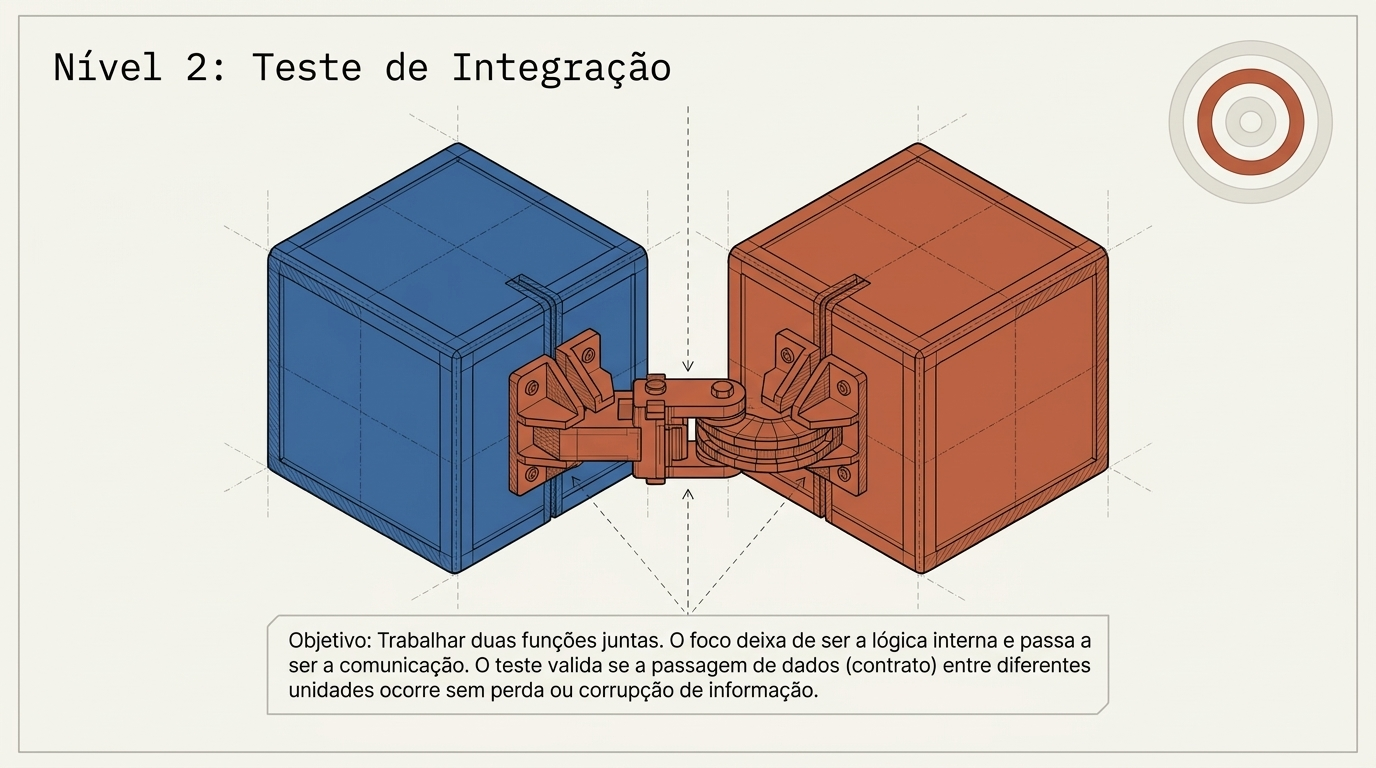 Nível 2: Teste de Integração
Objetivo: Trabalhar duas funções juntas. O foco deixa de ser a lógica interna e passa a
ser a comunicação. O teste valida se a passagem de dados (contrato) entre diferentes
unidades ocorre sem perda ou corrupção de informação.